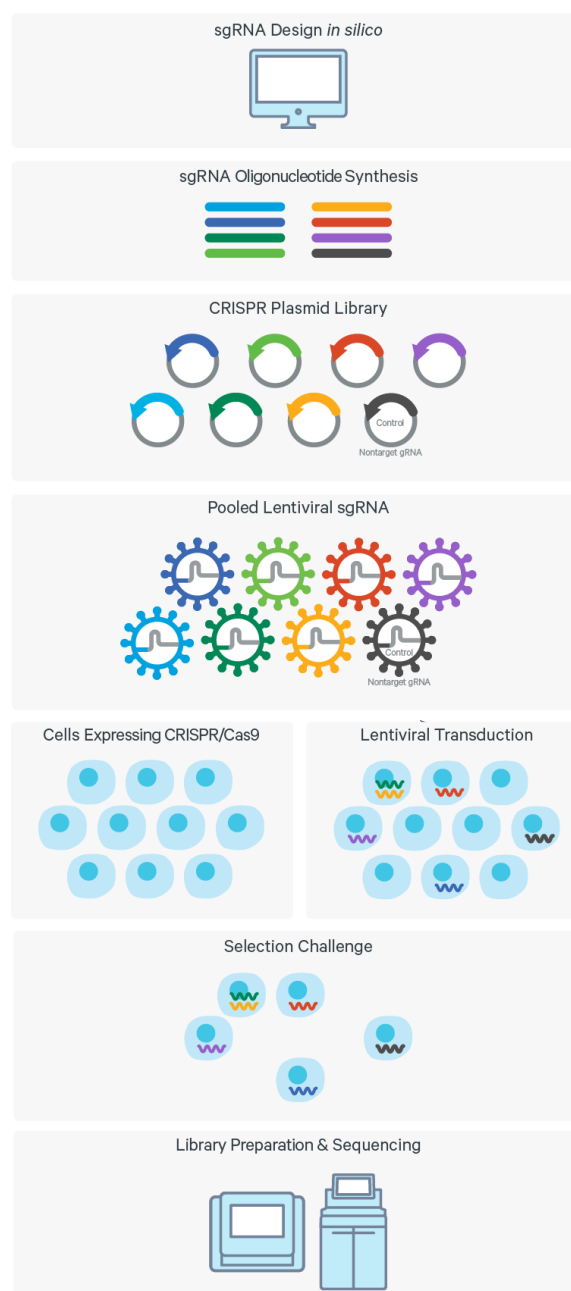 sgRNA Design in silico
sgRNA Oligonucleotide Synthesis
CRISPR Plasmid Library
Control
Nontarget gRNA
Pooled Lentiviral sgRNA
Control
Nontarget gRNA
Cells Expressing CRISPR/Cas9
Lentiviral Transduction
Selection Challenge
Library Preparation & Sequencing